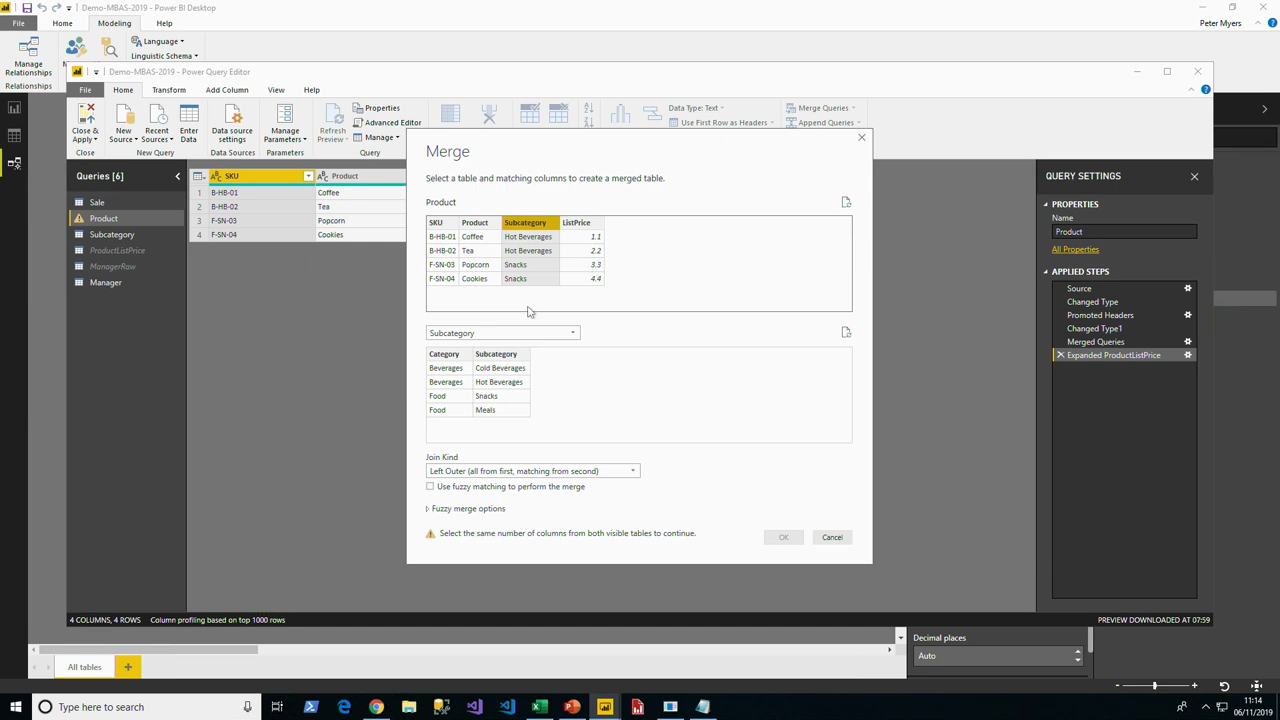 Demo-MBAS-2019 - Power BI Desktop
File Home Modeling Help
Peter Myers
Manage
Relationships
Language
Linguistic Schema
Relationships
Demo-MBAS-2019 - Power Query Editor
File Home Transform Add Column View Help
Close &
Apply
New
Source
Recent
Sources
Enter
Data
Data source
settings
Manage
Parameters
Refresh
Preview
Properties
Advanced Editor
Manage
Data Type: Text
Use First Row as Headers
Merge Queries
Append Queries
Close New Query Data Sources Parameters Query
Queries [6]
Sale
Product
Subcategory
ProductListPrice
ManagerRaw
Manager
SKU Product
1 B-HB-01 Coffee
2 B-HB-02 Tea
3 F-SN-03 Popcorn
4 F-SN-04 Cookies
Merge
Select a table and matching columns to create a merged table.
Product
SKU Product Subcategory ListPrice
B-HB-01 Coffee Hot Beverages 1.1
B-HB-02 Tea Hot Beverages 2.2
F-SN-03 Popcorn Snacks 3.3
F-SN-04 Cookies Snacks 4.4
Subcategory
Category Subcategory
Beverages Cold Beverages
Beverages Hot Beverages
Food Snacks
Food Meals
Join Kind
Left Outer (all from first, matching from second)
Use fuzzy matching to perform the merge
Fuzzy merge options
Select the same number of columns from both visible tables to continue.
OK Cancel
QUERY SETTINGS
PROPERTIES
Name
Product
All Properties
APPLIED STEPS
Source
Changed Type
Promoted Headers
Changed Type1
Merged Queries
Expanded ProductListPrice
4 COLUMNS, 4 ROWS Column profiling based on top 1000 rows
PREVIEW DOWNLOADED AT 07:59
Decimal places
Auto
All tables
Type here to search
11:14
06/11/2019